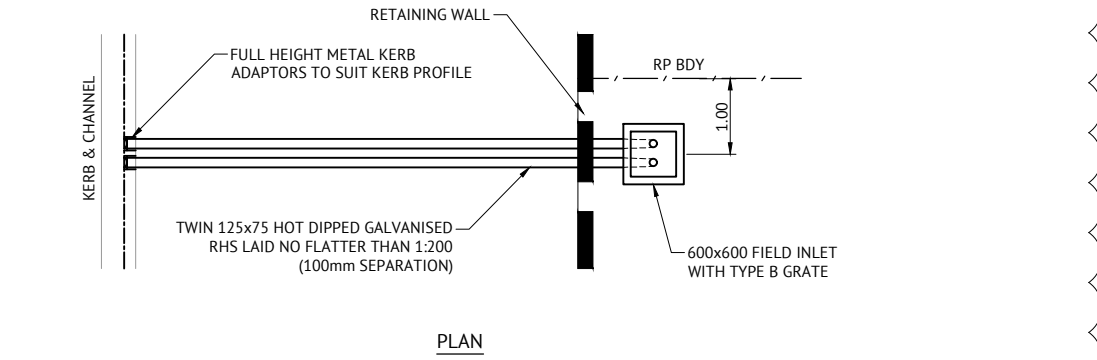 RETAINING WALL
FULL HEIGHT METAL KERB
ADAPTORS TO SUIT KERB PROFILE
RP BDY
KERB & CHANNEL
1.00
TWIN 125x75 HOT DIPPED GALVANISED
RHS LAID NO FLATTER THAN 1:200
(100mm SEPARATION)
600x600 FIELD INLET
WITH TYPE B GRATE
PLAN